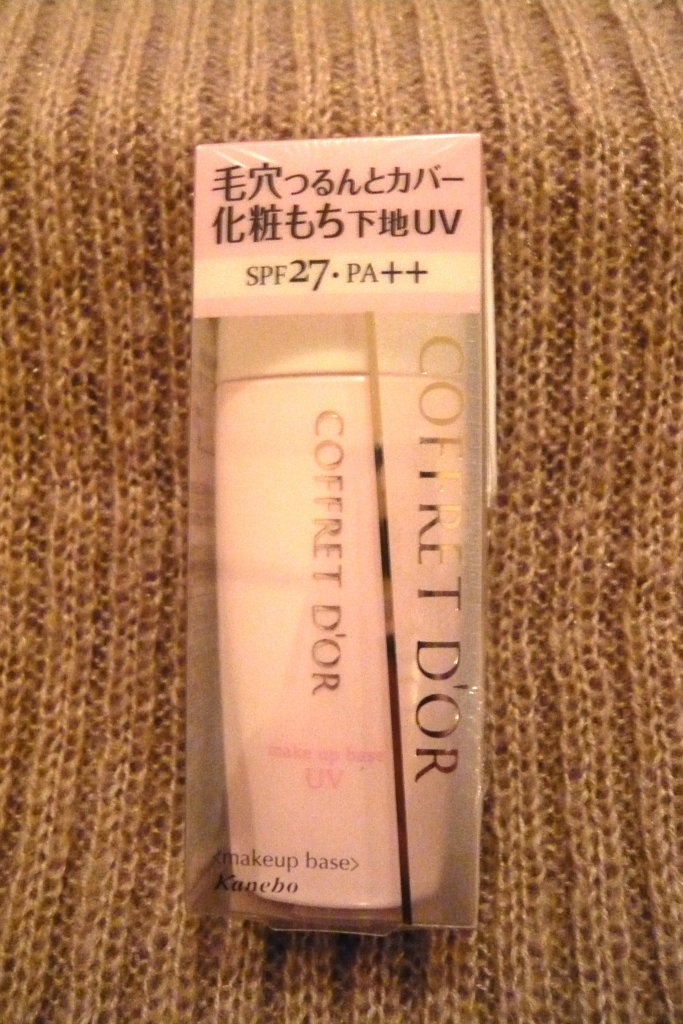 毛穴つるんとカバー
化粧もち下地UV
SPF27・PA++
COFFRET D'OR
COFFRET D'OR
make up base
UV
<makeup base>
Kanebo